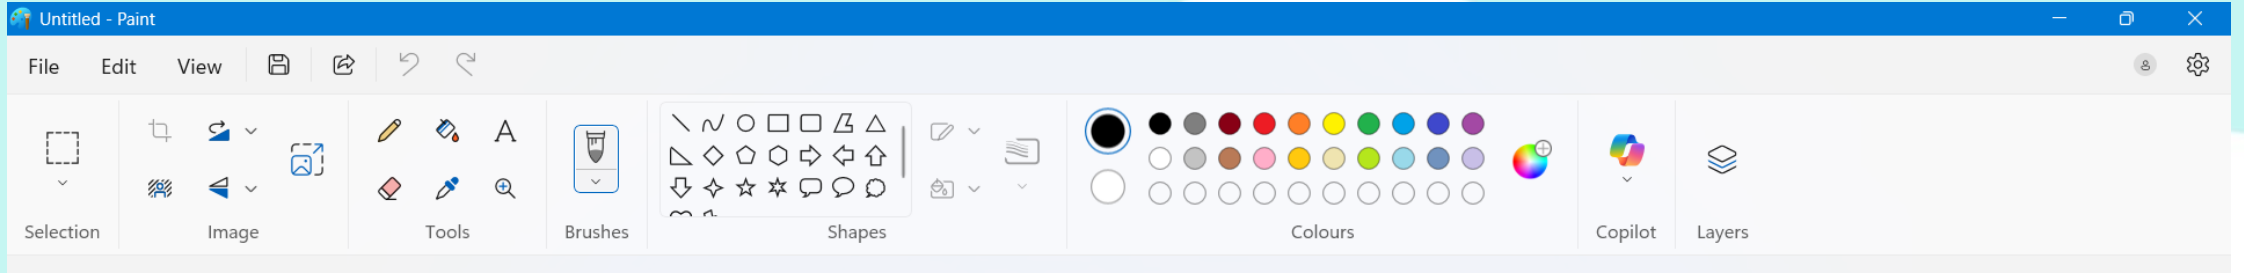 Untitled - Paint
File Edit View
A
Selection Image Tools Brushes Shapes Colours Copilot Layers